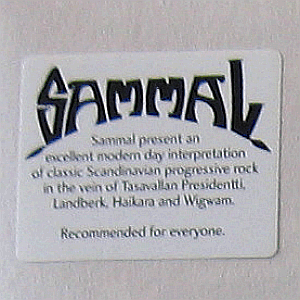 SAMMAL
Sammal present an
excellent modern day interpretation
of classic Scandinavian progressive rock
in the vein of Tasavallan Presidentti,
Landberk, Haikara and Wigwam.
Recommended for everyone.